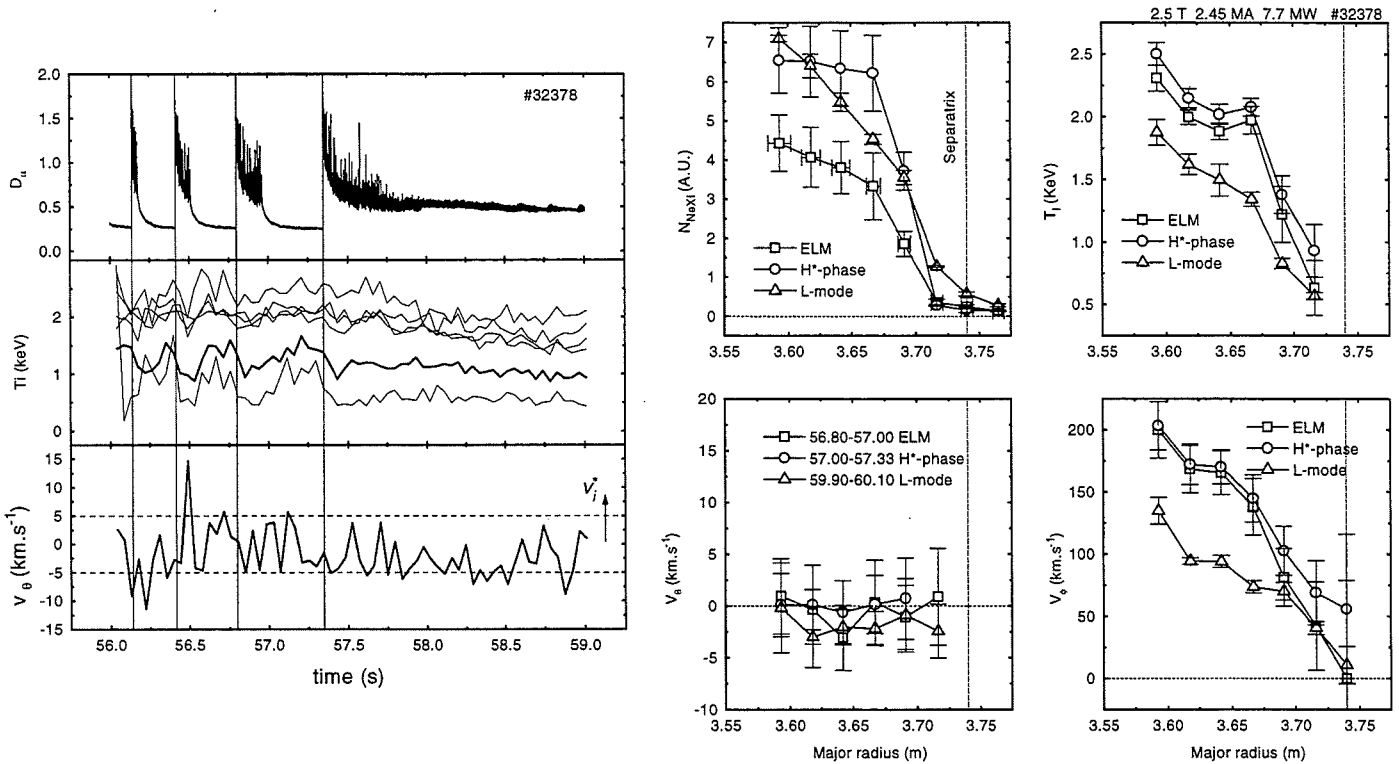 2.0
1.5
1.0
0.5
0.0
Dα
#32378
2
1
0
Ti (keV)
15
10
5
0
-5
-10
-15
V θ (km.s-1)
v*i
56.0 56.5 57.0 57.5 58.0 58.5 59.0
time (s)
7
6
5
4
3
2
1
0
N NeXI (A.U.)
Separatrix
ELM
H*-phase
L-mode
3.55 3.60 3.65 3.70 3.75
2.5 T 2.45 MA 7.7 MW #32378
2.5
2.0
1.5
1.0
0.5
TI (KeV)
ELM
H*-phase
L-mode
3.55 3.60 3.65 3.70 3.75
20
15
10
5
0
-5
-10
Vθ (km.s-1)
56.80-57.00 ELM
57.00-57.33 H*-phase
59.90-60.10 L-mode
3.55 3.60 3.65 3.70 3.75
Major radius (m)
200
150
100
50
0
Vφ (km.s-1)
ELM
H*-phase
L-mode
3.55 3.60 3.65 3.70 3.75
Major radius (m)